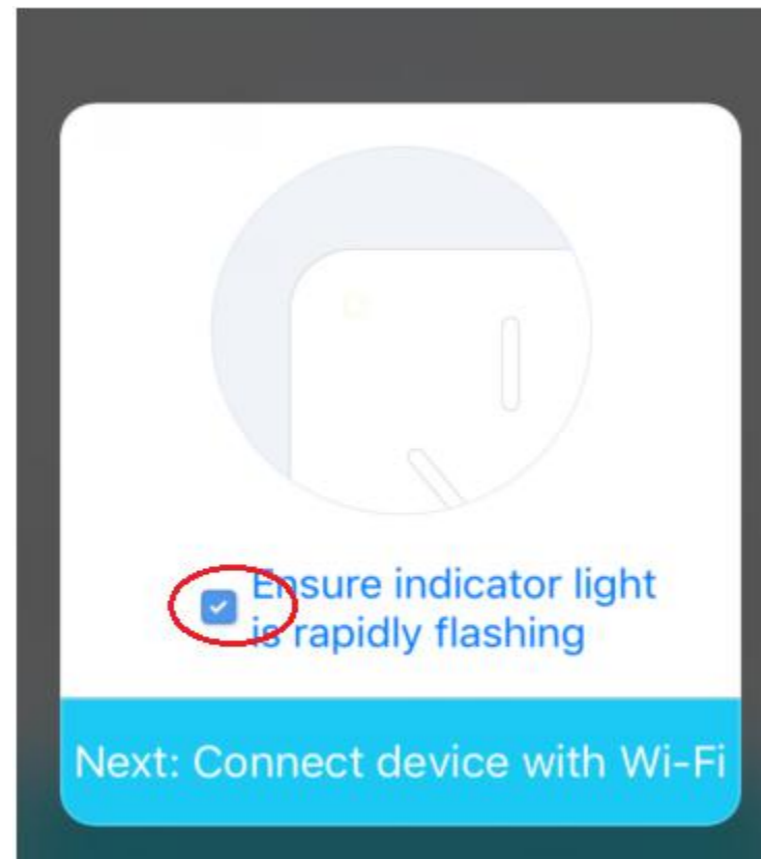 Ensure indicator light
is rapidly flashing
Next: Connect device with Wi-Fi